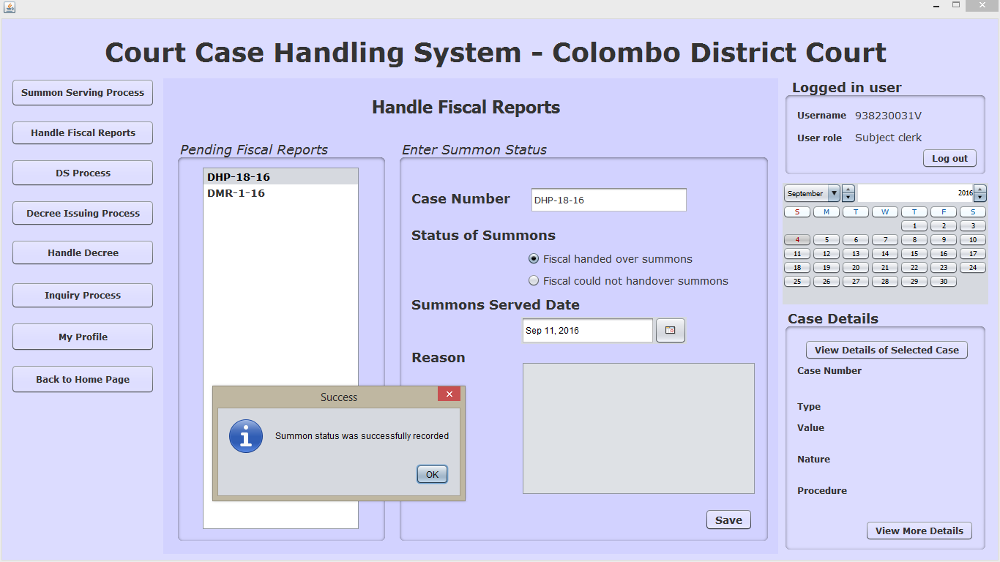 Court Case Handling System - Colombo District Court
Summon Serving Process
Handle Fiscal Reports
DS Process
Decree Issuing Process
Handle Decree
Inquiry Process
My Profile
Back to Home Page
Handle Fiscal Reports
Pending Fiscal Reports
DHP-18-16
DMR-1-16
Enter Summon Status
Case Number DHP-18-16
Status of Summons
Fiscal handed over summons
Fiscal could not handover summons
Summons Served Date
Sep 11, 2016
Reason
Save
Success
Summon status was successfully recorded
OK
Logged in user
Username 938230031V
User role Subject clerk
Log out
September 2016
S M T W T F S
1 2 3
4 5 6 7 8 9 10
11 12 13 14 15 16 17
18 19 20 21 22 23 24
25 26 27 28 29 30
Case Details
View Details of Selected Case
Case Number
Type
Value
Nature
Procedure
View More Details